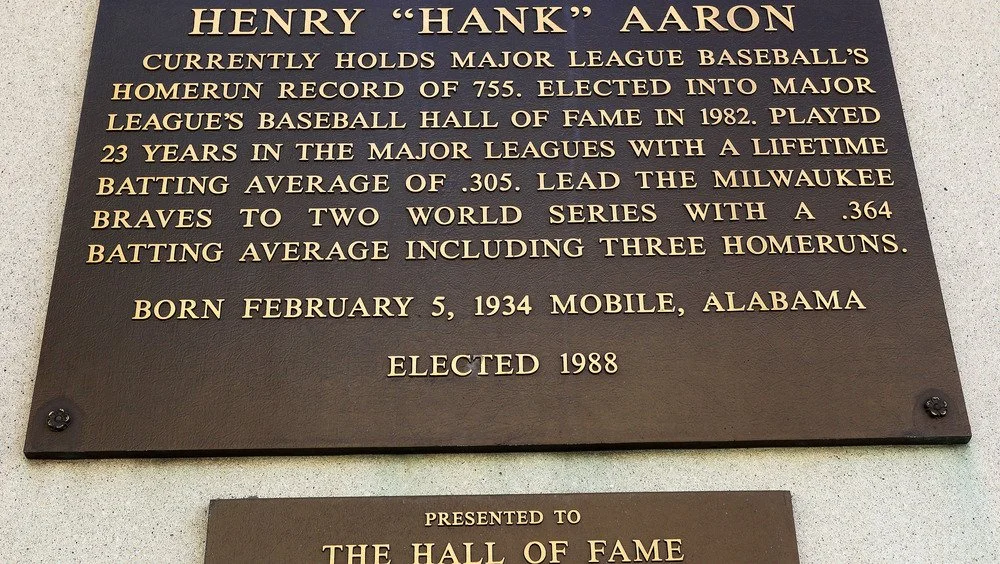 HENRY “HANK” AARON
CURRENTLY HOLDS MAJOR LEAGUE BASEBALL’S
HOMERUN RECORD OF 755. ELECTED INTO MAJOR
LEAGUE’S BASEBALL HALL OF FAME IN 1982. PLAYED
23 YEARS IN THE MAJOR LEAGUES WITH A LIFETIME
BATTING AVERAGE OF .305. LEAD THE MILWAUKEE
BRAVES TO TWO WORLD SERIES WITH A .364
BATTING AVERAGE INCLUDING THREE HOMERUNS.
BORN FEBRUARY 5, 1934 MOBILE, ALABAMA
ELECTED 1988
PRESENTED TO
THE HALL OF FAME